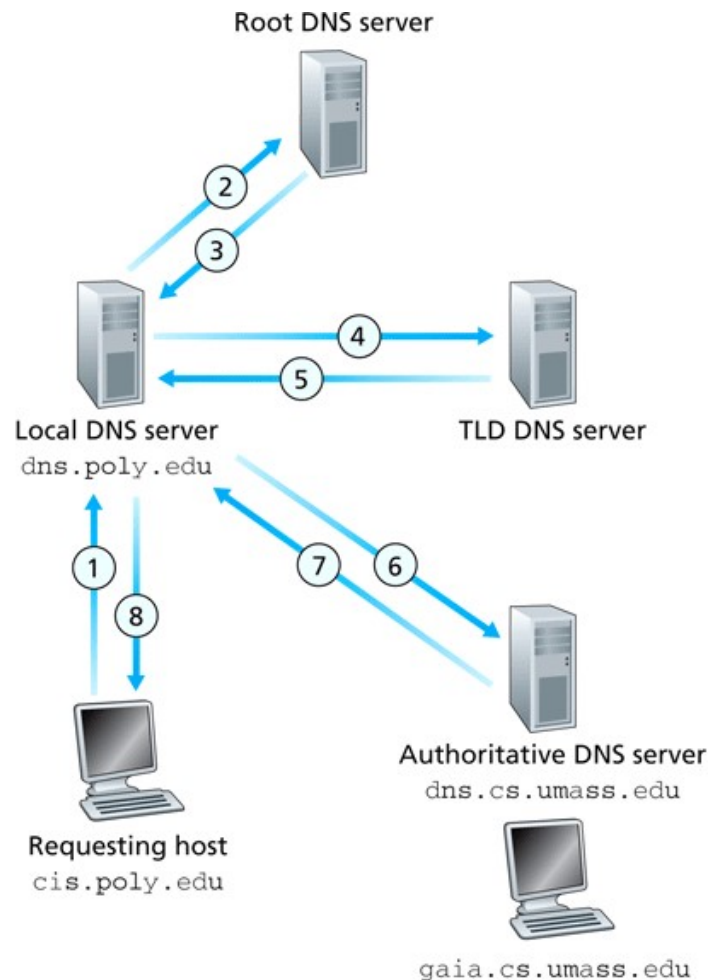 Root DNS server
2
3
4
5
Local DNS server
dns.poly.edu
TLD DNS server
1
8
7
6
Authoritative DNS server
dns.cs.umass.edu
Requesting host
cis.poly.edu
gaia.cs.umass.edu